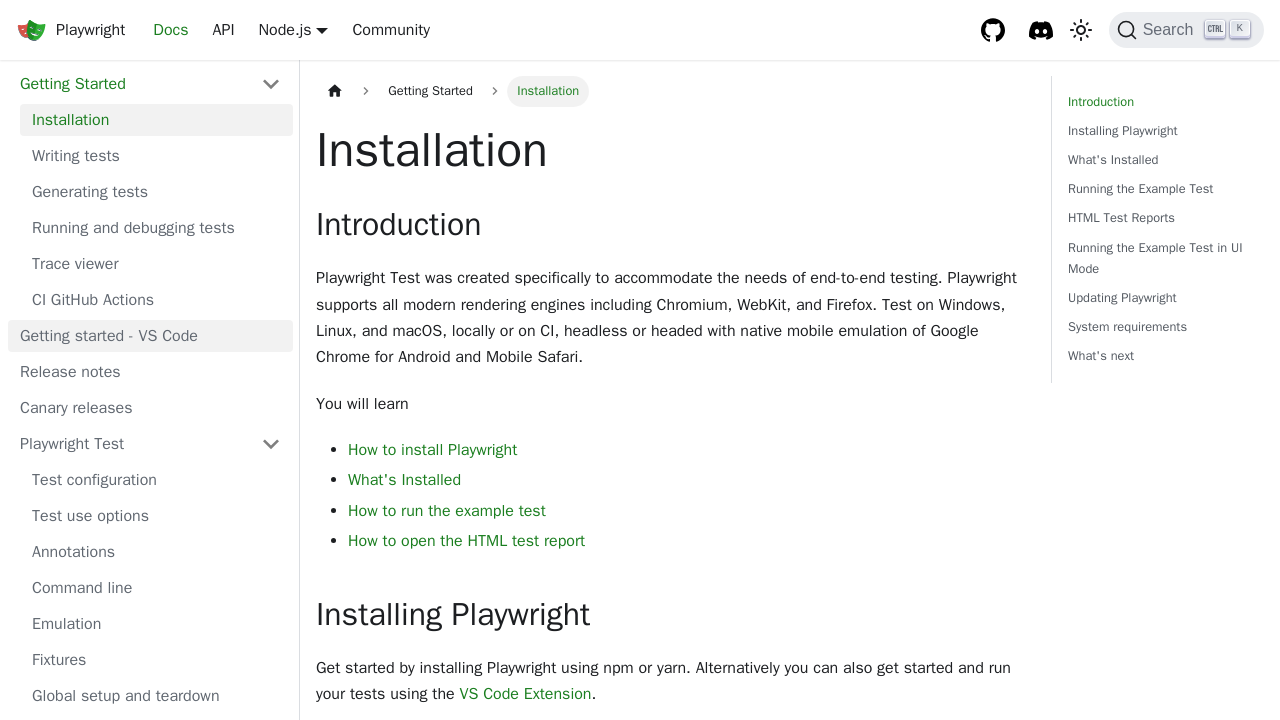 Playwright
Docs
API
Node.js
Community
Search
CTRL
K
Getting Started
Installation
Writing tests
Generating tests
Running and debugging tests
Trace viewer
CI GitHub Actions
Getting started - VS Code
Release notes
Canary releases
Playwright Test
Test configuration
Test use options
Annotations
Command line
Emulation
Fixtures
Global setup and teardown
Getting Started
Installation
Installation
Introduction
Playwright Test was created specifically to accommodate the needs of end-to-end testing. Playwright
supports all modern rendering engines including Chromium, WebKit, and Firefox. Test on Windows,
Linux, and macOS, locally or on CI, headless or headed with native mobile emulation of Google
Chrome for Android and Mobile Safari.
You will learn
How to install Playwright
What's Installed
How to run the example test
How to open the HTML test report
Installing Playwright
Get started by installing Playwright using npm or yarn. Alternatively you can also get started and run
your tests using the VS Code Extension.
Introduction
Installing Playwright
What's Installed
Running the Example Test
HTML Test Reports
Running the Example Test in UI
Mode
Updating Playwright
System requirements
What's next